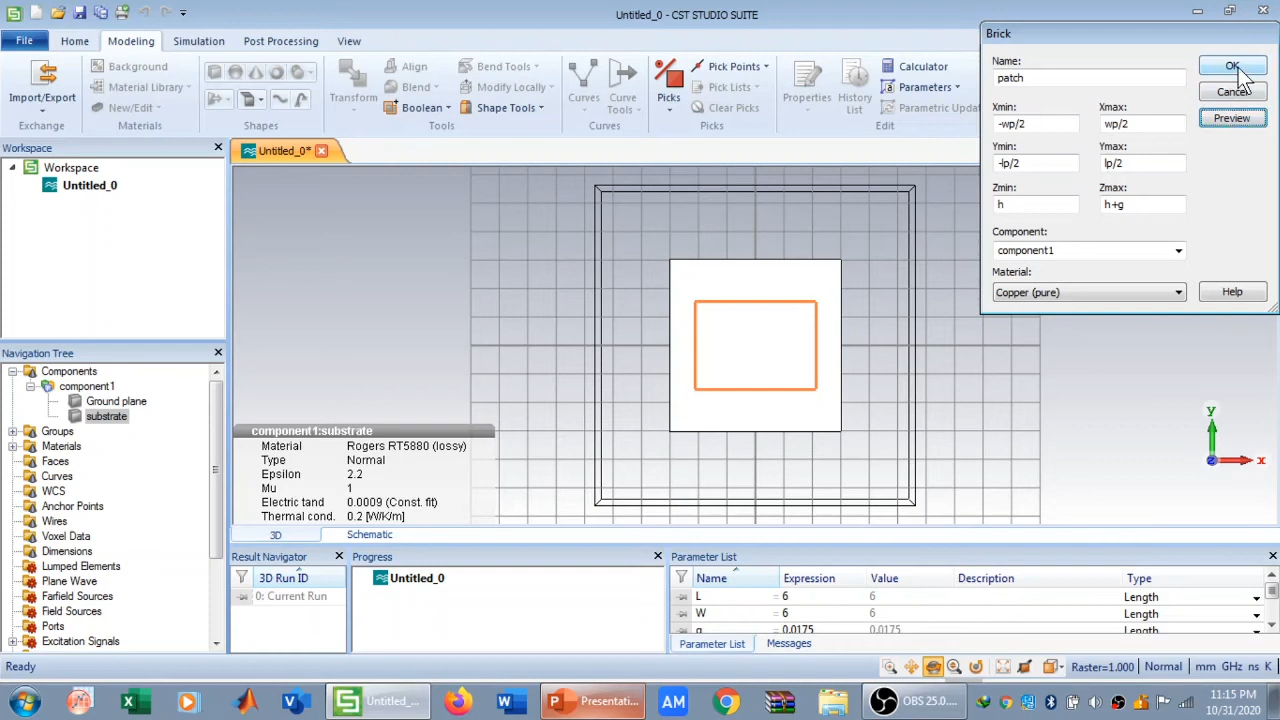 Untitled_0 - CST STUDIO SUITE
File
Home
Modeling
Simulation
Post Processing
View
Import/Export
Exchange
Background
Material Library
New/Edit
Materials
Shapes
Transform
Align
Blend
Boolean
Bend Tools
Modify Locally
Shape Tools
Tools
Curves
Curve
Tools
Curves
Picks
Pick Points
Pick Lists
Clear Picks
Picks
Properties
History
List
Calculator
Parameters
Parametric Updat
Edit
Brick
Name:
patch
OK
Cancel
Preview
Xmin:
Xmax:
-wp/2
wp/2
Ymin:
Ymax:
-lp/2
lp/2
Zmin:
Zmax:
h
h+g
Component:
component1
Material:
Copper (pure)
Help
Workspace
Workspace
Untitled_0
Untitled_0*
Navigation Tree
Components
component1
Ground plane
substrate
Groups
Materials
Faces
Curves
WCS
Anchor Points
Wires
Voxel Data
Dimensions
Lumped Elements
Plane Wave
Farfield Sources
Field Sources
Ports
Excitation Signals
component1:substrate
Material Rogers RT5880 (lossy)
Type Normal
Epsilon 2.2
Mu 1
Electric tand 0.0009 (Const. fit)
Thermal cond. 0.2 [W/K/m]
y
x
3D
Schematic
Result Navigator
3D Run ID
0: Current Run
Progress
Untitled_0
Parameter List
Name Expression Value Description Type
L = 6 6 Length
W = 6 6 Length
g = 0.0175 0.0175 Length
Parameter List
Messages
Ready
Raster=1.000 Normal mm GHz ns K
Untitled_...
Presentati...
AM
OBS 25.0....
11:15 PM
10/31/2020